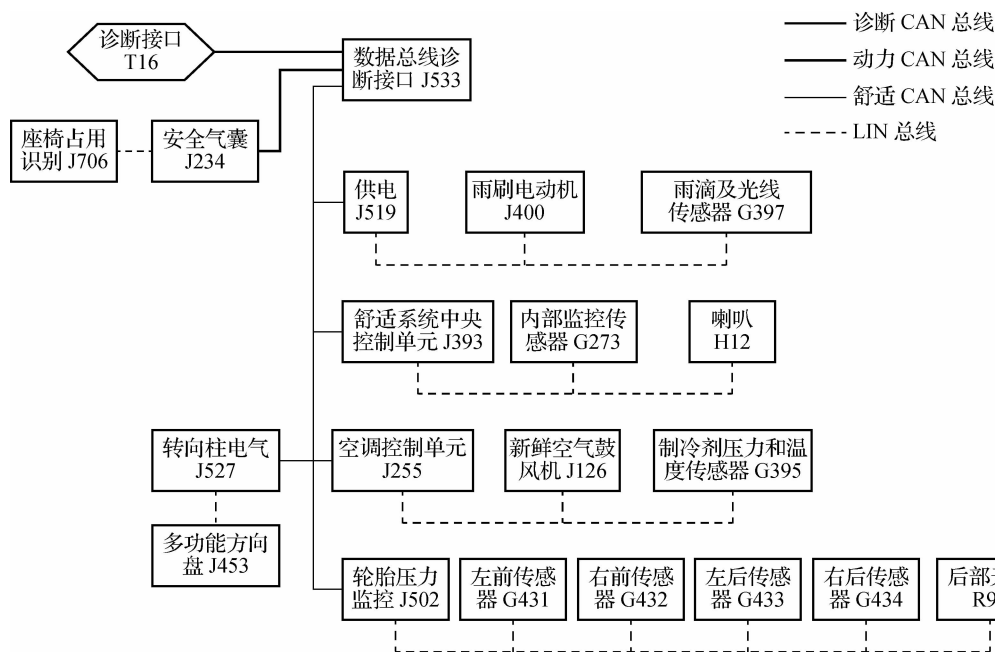 诊断接口
T16
数据总线诊
断接口 J533
诊断 CAN 总线
动力 CAN 总线
舒适 CAN 总线
LIN 总线
座椅占用
识别 J706
安全气囊
J234
供电
J519
雨刷电动机
J400
雨滴及光线
传感器 G397
舒适系统中央
控制单元 J393
内部监控传
感器 G273
喇叭
H12
转向柱电气
J527
空调控制单元
J255
新鲜空气鼓
风机 J126
制冷剂压力和温
度传感器 G395
多功能方向
盘 J453
轮胎压力
监控 J502
左前传感
器 G431
右前传感
器 G432
左后传感
器 G433
右后传感
器 G434
后部
R9